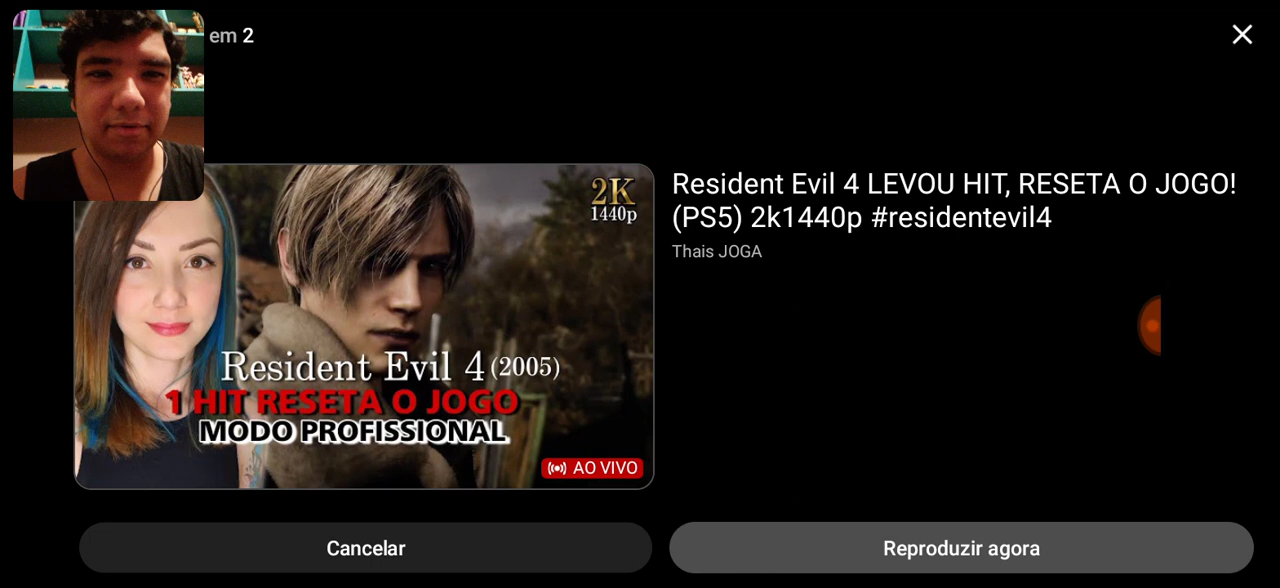 em 2
2K
1440p
Resident Evil 4 (2005)
1 HIT RESETA O JOGO
MODO PROFISSIONAL
AO VIVO
Resident Evil 4 LEVOU HIT, RESETA O JOGO!
(PS5) 2k1440p #residentevil4
Thais JOGA
Cancelar
Reproduzir agora